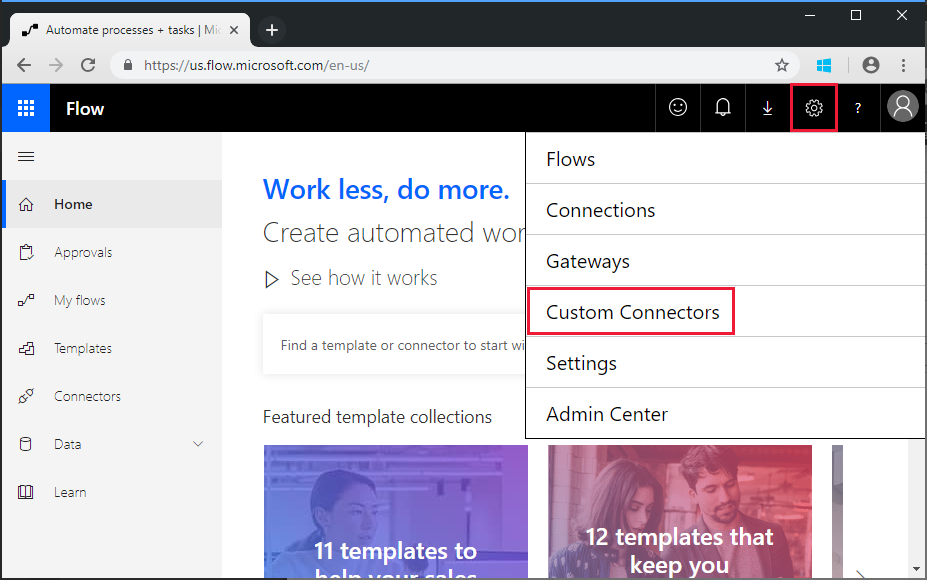 Automate processes + tasks | Mic
https://us.flow.microsoft.com/en-us/
Flow
?
Home
Approvals
My flows
Templates
Connectors
Data
Learn
Work less, do more.
Create automated wor
See how it works
Find a template or connector to start wi
Featured template collections
11 templates to
help your sales
12 templates that
keep you
Flows
Connections
Gateways
Custom Connectors
Settings
Admin Center